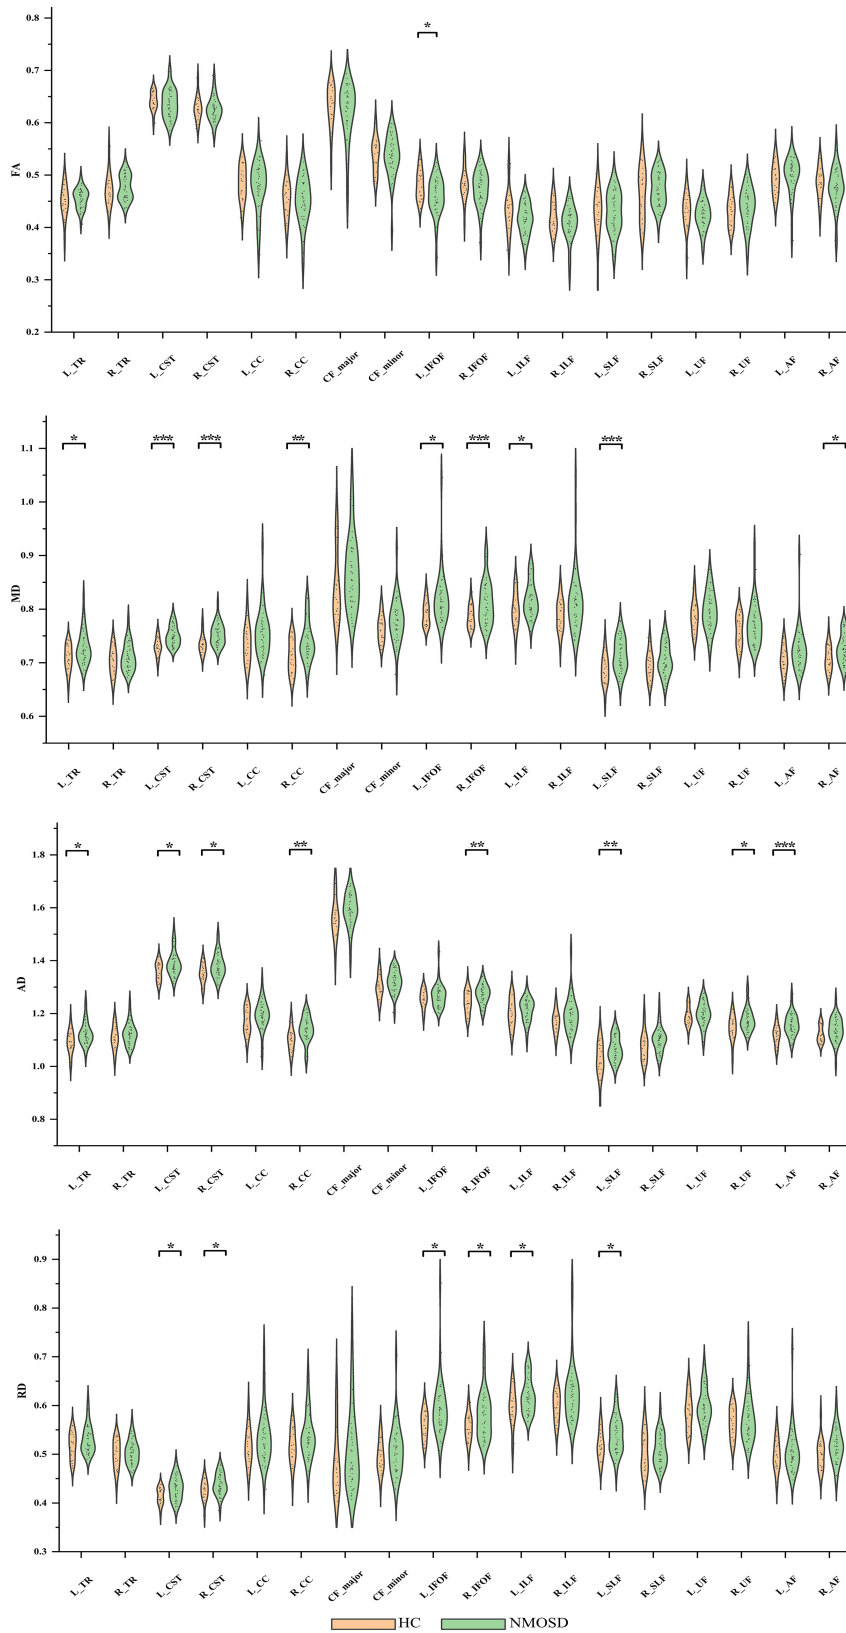 *
0.8
0.7
0.6
0.5
0.4
0.3
0.2
FA
L_TR R_TR L_CST R_CST L_CC R_CC CF_major CF_minor L_IFOF R_IFOF L_ILF R_ILF L_SLF R_SLF L_UF R_UF L_AF R_AF
* *** *** ** * *** * *** *
1.1
1.0
0.9
0.8
0.7
0.6
MD
L_TR R_TR L_CST R_CST L_CC R_CC CF_major CF_minor L_IFOF R_IFOF L_ILF R_ILF L_SLF R_SLF L_UF R_UF L_AF R_AF
* * * ** ** ** * ***
1.8
1.6
1.4
1.2
1.0
0.8
AD
L_TR R_TR L_CST R_CST L_CC R_CC CF_major CF_minor L_IFOF R_IFOF L_ILF R_ILF L_SLF R_SLF L_UF R_UF L_AF R_AF
* * * * * *
0.9
0.8
0.7
0.6
0.5
0.4
0.3
RD
L_TR R_TR L_CST R_CST L_CC R_CC CF_major CF_minor L_IFOF R_IFOF L_ILF R_ILF L_SLF R_SLF L_UF R_UF L_AF R_AF
HC NMOSD